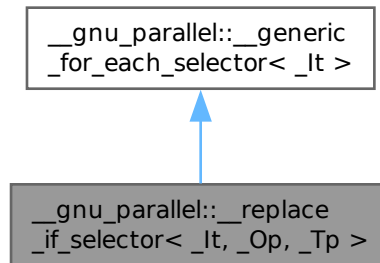 __gnu_parallel::__generic
_for_each_selector< _It >
__gnu_parallel::__replace
_if_selector< _It, _Op, _Tp >